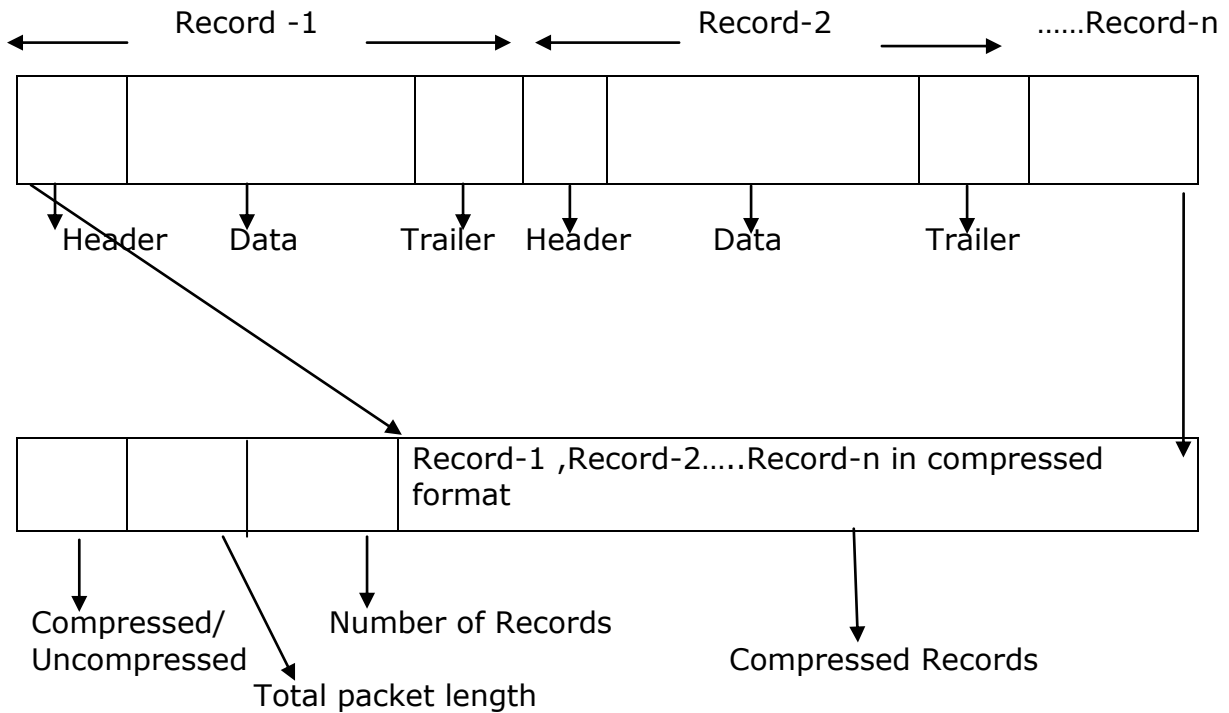 Record -1
Record-2
......Record-n
Header
Data
Trailer
Header
Data
Trailer
Record-1 ,Record-2…..Record-n in compressed
format
Compressed/
Uncompressed
Number of Records
Compressed Records
Total packet length